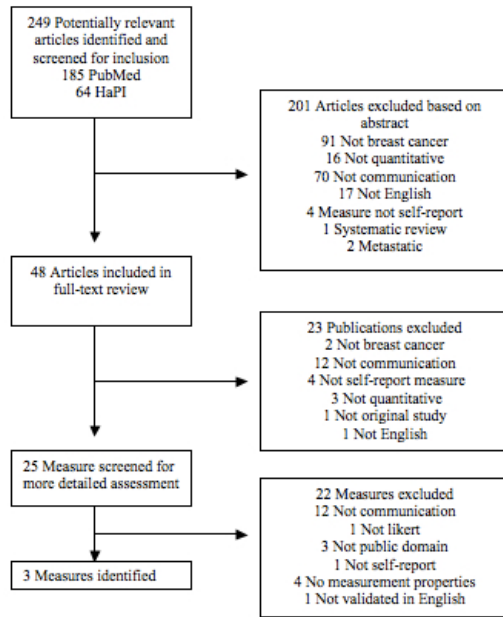 249 Potentially relevant
articles identified and
screened for inclusion
185 PubMed
64 HaPI
201 Articles excluded based on
abstract
91 Not breast cancer
16 Not quantitative
70 Not communication
17 Not English
4 Measure not self-report
1 Systematic review
2 Metastatic
48 Articles included in
full-text review
23 Publications excluded
2 Not breast cancer
12 Not communication
4 Not self-report measure
3 Not quantitative
1 Not original study
1 Not English
25 Measure screened for
more detailed assessment
22 Measures excluded
12 Not communication
1 Not likert
3 Not public domain
1 Not self-report
4 No measurement properties
1 Not validated in English
3 Measures identified